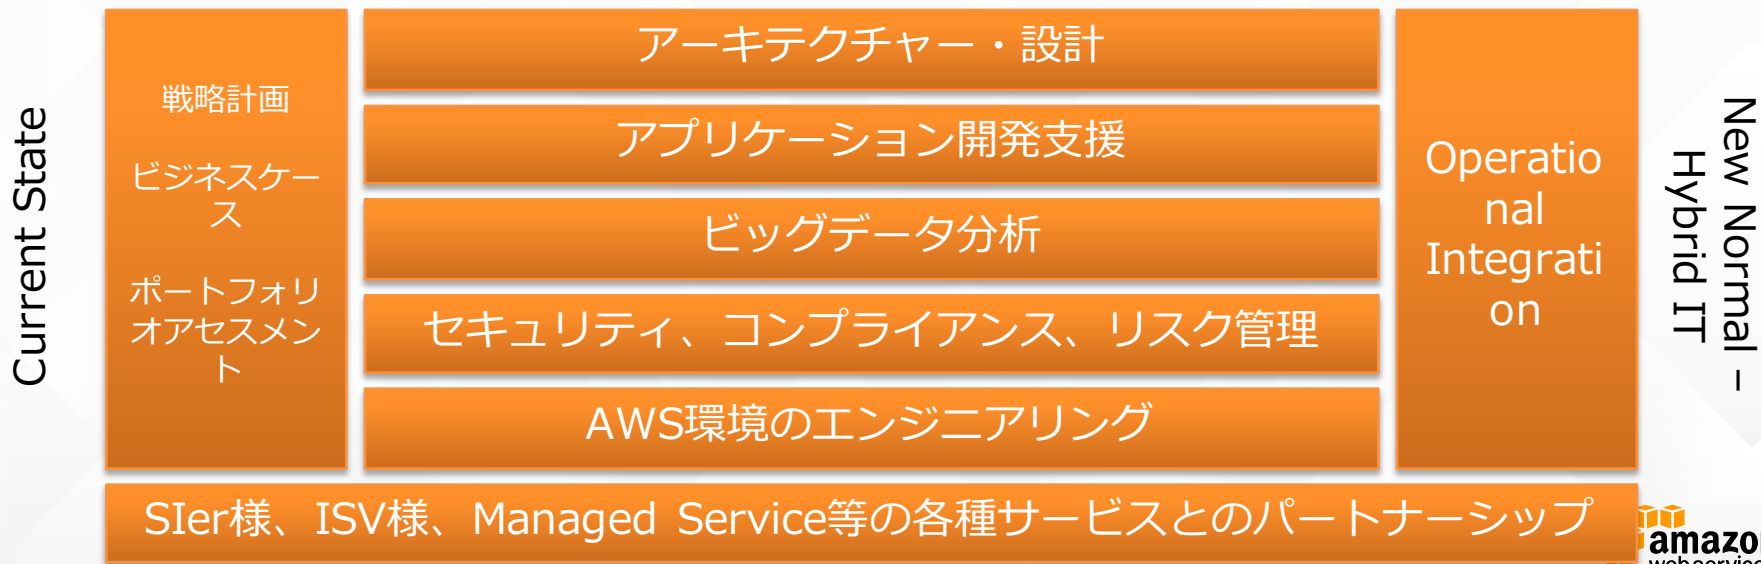 Current State
戦略計画
ビジネスケー
ス
ポートフォリ
オアセスメン
ト
アーキテクチャー・設計
アプリケーション開発支援
ビッグデータ分析
セキュリティ、コンプライアンス、リスク管理
AWS環境のエンジニアリング
Operatio
nal
Integrati
on
New Normal –
Hybrid IT
SIer様、ISV様、Managed Service等の各種サービスとのパートナーシップ
amazo